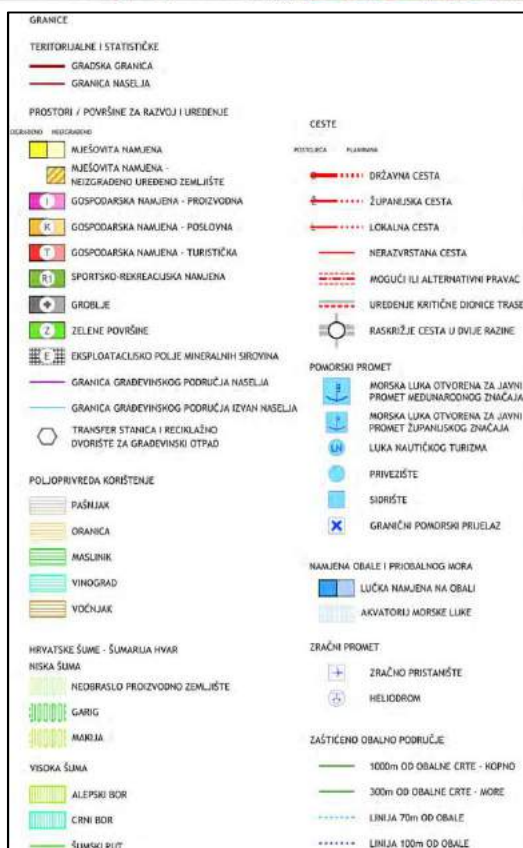 GRANICE
TERITORIJALNE I STATISTIČKE
GRADSKA GRANICA
GRANICA NASELJA
PROSTORI / POVRŠINE ZA RAZVOJ I UREĐENJE
IZGRAĐENO NEIZGRAĐENO
MJEŠOVITA NAMJENA
MJEŠOVITA NAMJENA -
NEIZGRAĐENO UREĐENO ZEMLJIŠTE
I GOSPODARSKA NAMJENA - PROIZVODNA
K GOSPODARSKA NAMJENA - POSLOVNA
T GOSPODARSKA NAMJENA - TURISTIČKA
R1 SPORTSKO-REKREACIJSKA NAMJENA
GROBLJE
Z ZELENE POVRŠINE
E EKSPLOATACIJSKO POLJE MINERALNIH SIROVINA
GRANICA GRAĐEVINSKOG PODRUČJA NASELJA
GRANICA GRAĐEVINSKOG PODRUČJA IZVAN NASELJA
TRANSFER STANICA I RECIKLAŽNO
DVORIŠTE ZA GRAĐEVINSKI OTPAD
POLJOPRIVREDA KORIŠTENJE
PAŠNJAK
ORANICA
MASLINIK
VINOGRAD
VOĆNJAK
HRVATSKE ŠUME - ŠUMARIJA HVAR
NISKA ŠUMA
NEOBRASLO PROIZVODNO ZEMLJIŠTE
GARIG
MAKIJA
VISOKA ŠUMA
ALEPSKI BOR
CRNI BOR
ŠUMSKI PUT
CESTE
POSTOJEĆA PLANIRANA
DRŽAVNA CESTA
ŽUPANIJSKA CESTA
LOKALNA CESTA
NERAZVRSTANA CESTA
MOGUĆI ILI ALTERNATIVNI PRAVAC
UREĐENJE KRITIČNE DIONICE TRASE
RASKRIŽJE CESTA U DVIJE RAZINE
POMORSKI PROMET
MORSKA LUKA OTVORENA ZA JAVNI
PROMET MEĐUNARODNOG ZNAČAJA
MORSKA LUKA OTVORENA ZA JAVNI
PROMET ŽUPANIJSKOG ZNAČAJA
LN LUKA NAUTIČKOG TURIZMA
PRIVEZIŠTE
SIDRIŠTE
GRANIČNI POMORSKI PRIJELAZ
NAMJENA OBALE I PRIOBALNOG MORA
LUČKA NAMJENA NA OBALI
AKVATORIJ MORSKE LUKE
ZRAČNI PROMET
ZRAČNO PRISTANIŠTE
HELIODROM
ZAŠTIĆENO OBALNO PODRUČJE
1000m OD OBALNE CRTE - KOPNO
300m OD OBALNE CRTE - MORE
LINIJA 70m OD OBALE
LINIJA 100m OD OBALE